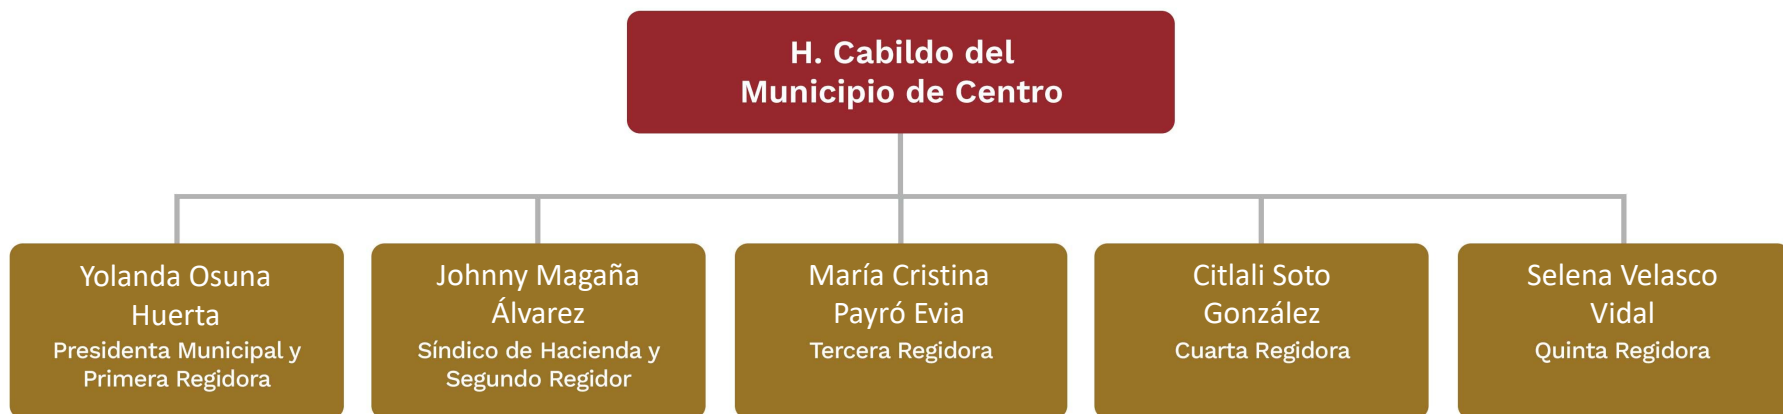 H. Cabildo del
Municipio de Centro
Yolanda Osuna
Huerta
Presidenta Municipal y
Primera Regidora
Johnny Magaña
Álvarez
Síndico de Hacienda y
Segundo Regidor
María Cristina
Payró Evia
Tercera Regidora
Citlali Soto
González
Cuarta Regidora
Selena Velasco
Vidal
Quinta Regidora